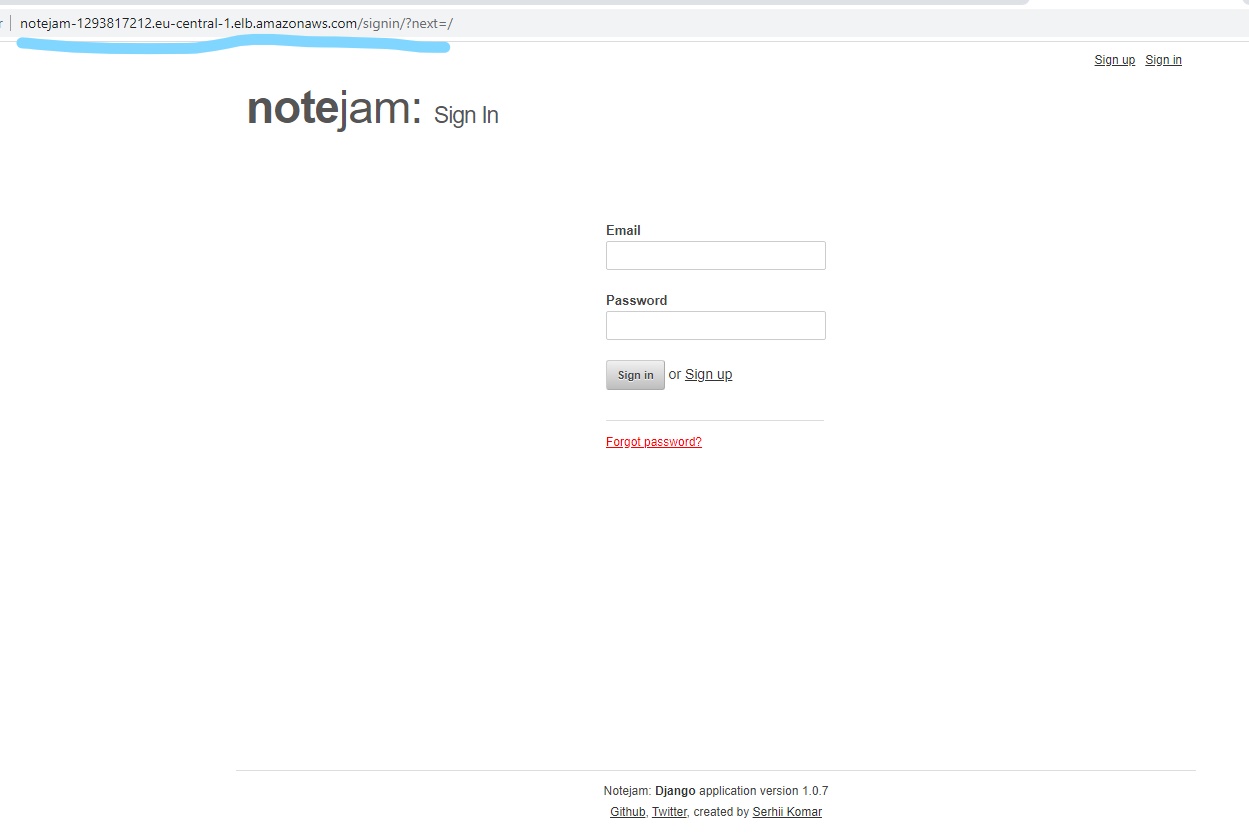 notejam-1293817212.eu-central-1.elb.amazonaws.com/signin/?next=/
Sign up Sign in
notejam: Sign In
Email
Password
Sign in or Sign up
Forgot password?
Notejam: Django application version 1.0.7
Github, Twitter, created by Serhii Komar